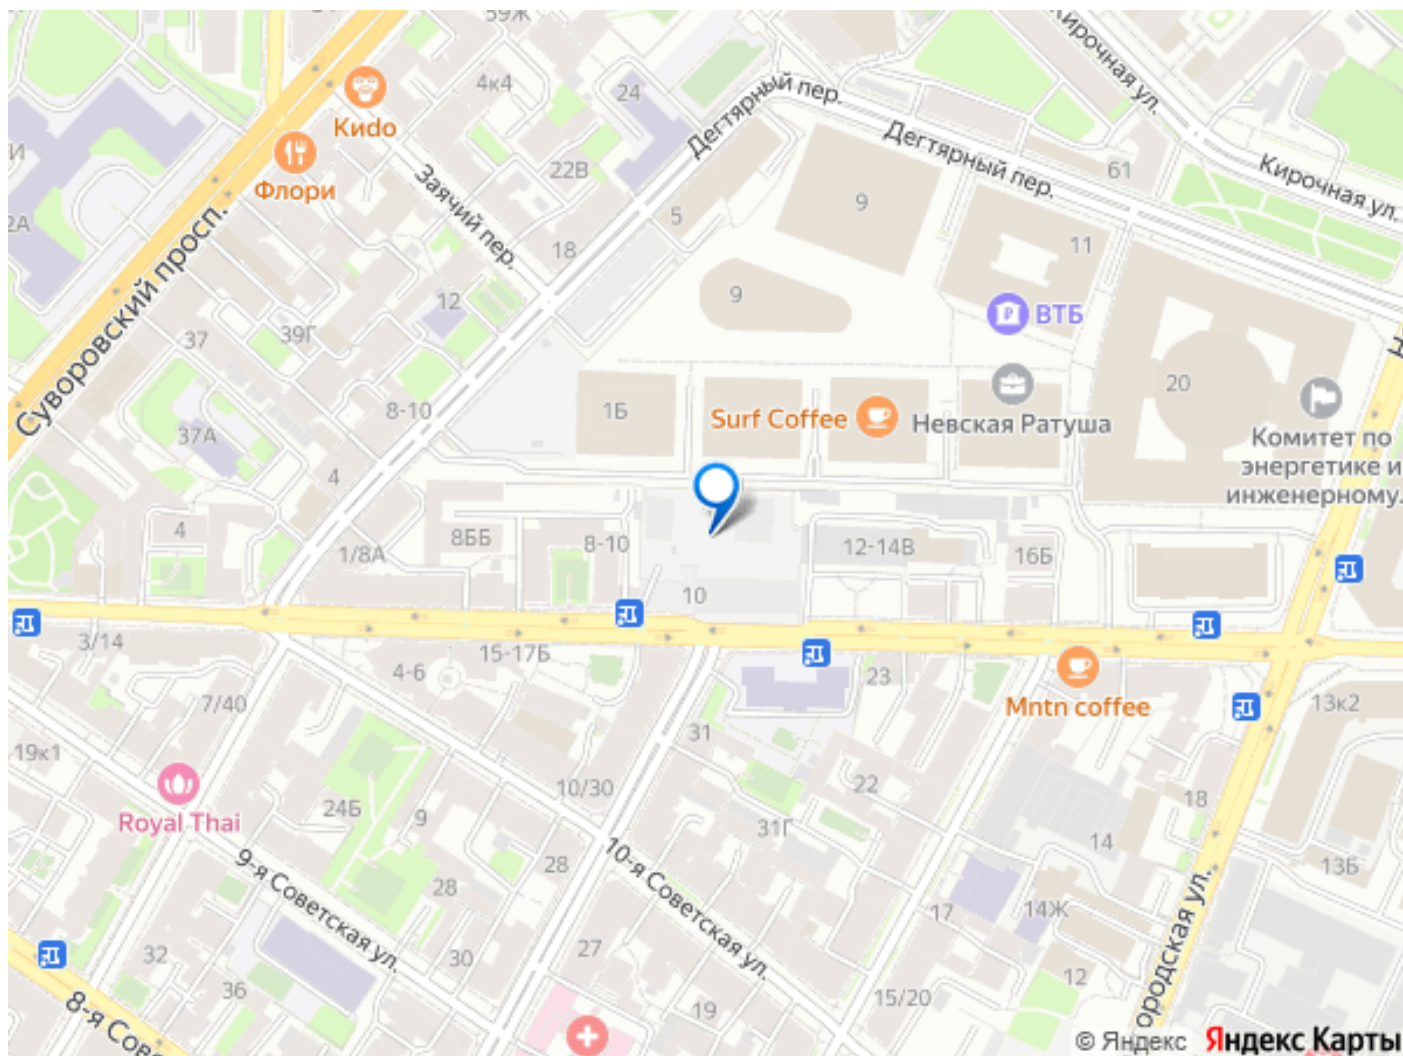 59Ж
4к4
24
Дегтярный пер.
Кирочная ул.
Кидо
Флори
22В
Заячий пер.
5
9
Дегтярный пер.
61
Кирочная ул.
2А
Суворовский просп.
18
11
12
9
ВТБ
37
39Г
20
8-10
1Б
Surf Coffee
Невская Ратуша
37А
Комитет по
энергетике и
инженерному.
4
4
8ББ
8-10
1/8А
12-14В
16Б
10
3/14
15-17Б
4-6
23
7/40
Mntn coffee
13к2
31
19к1
10/30
22
18
Royal Thai
24Б
9
31Г
14
28
13Б
9-я Советская ул.
10-я Советская ул.
28
17
14Ж
ородская ул.
32
30
27
12
36
19
15/20
8-я Сове
© Яндекс Яндекс Карты